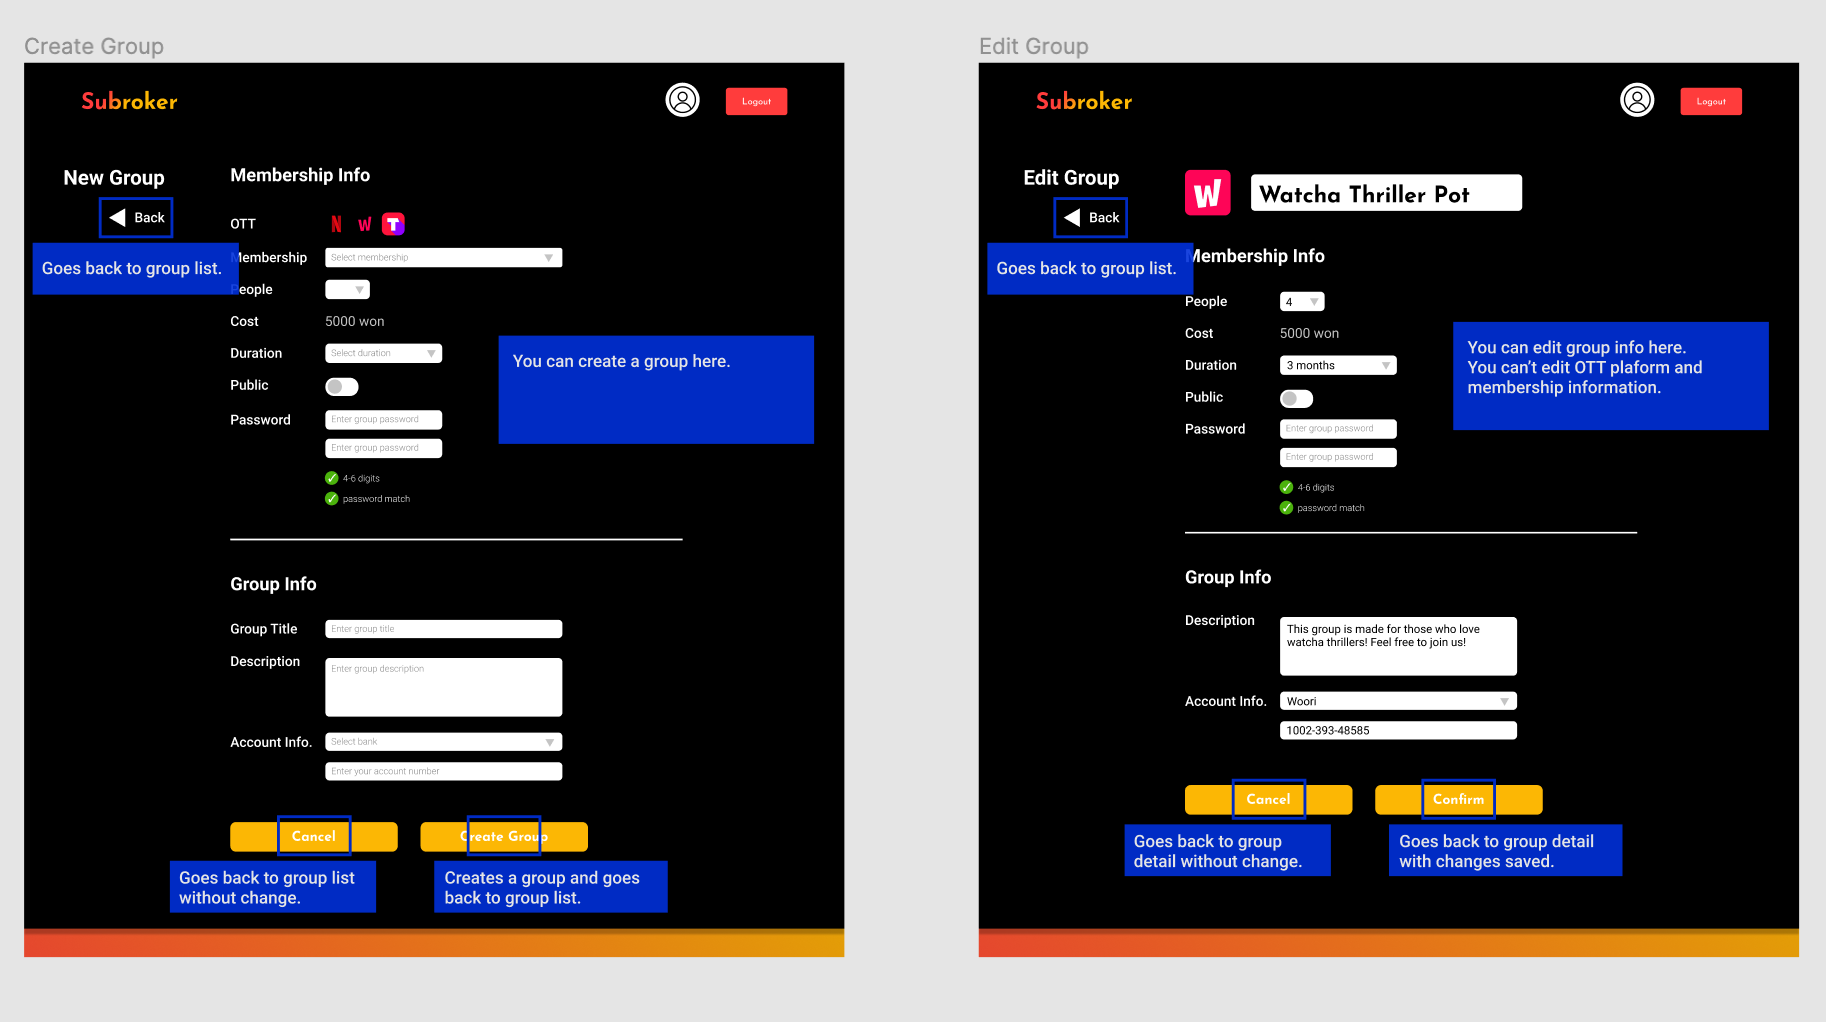 Create Group
Subroker
Logout
New Group
Back
Goes back to group list.
Membership Info
OTT
N W T
Membership
Select membership
People
Cost
5000 won
Duration
Select duration
Public
Password
Enter group password
Enter group password
4-6 digits
password match
You can create a group here.
Group Info
Group Title
Enter group title
Description
Enter group description
Account Info.
Select bank
Enter your account number
Cancel
Create Group
Goes back to group list
without change.
Creates a group and goes
back to group list.
Edit Group
Subroker
Logout
Edit Group
Back
Goes back to group list.
W
Watcha Thriller Pot
Membership Info
People
4
Cost
5000 won
Duration
3 months
Public
Password
Enter group password
Enter group password
4-6 digits
password match
You can edit group info here.
You can't edit OTT plaform and
membership information.
Group Info
Description
This group is made for those who love
watcha thrillers! Feel free to join us!
Account Info.
Woori
1002-393-48585
Cancel
Confirm
Goes back to group
detail without change.
Goes back to group detail
with changes saved.